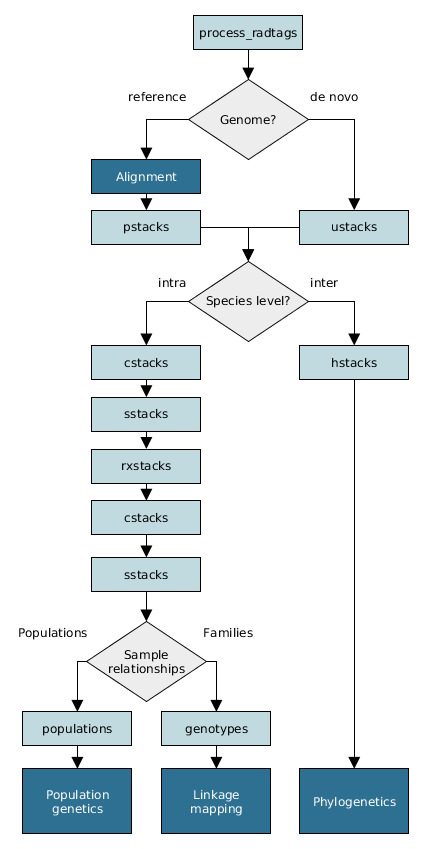 process_radtags
reference
de novo
Genome?
Alignment
pstacks
ustacks
intra
inter
Species level?
cstacks
hstacks
sstacks
rxstacks
cstacks
sstacks
Populations
Families
Sample
relationships
populations
genotypes
Population
genetics
Linkage
mapping
Phylogenetics